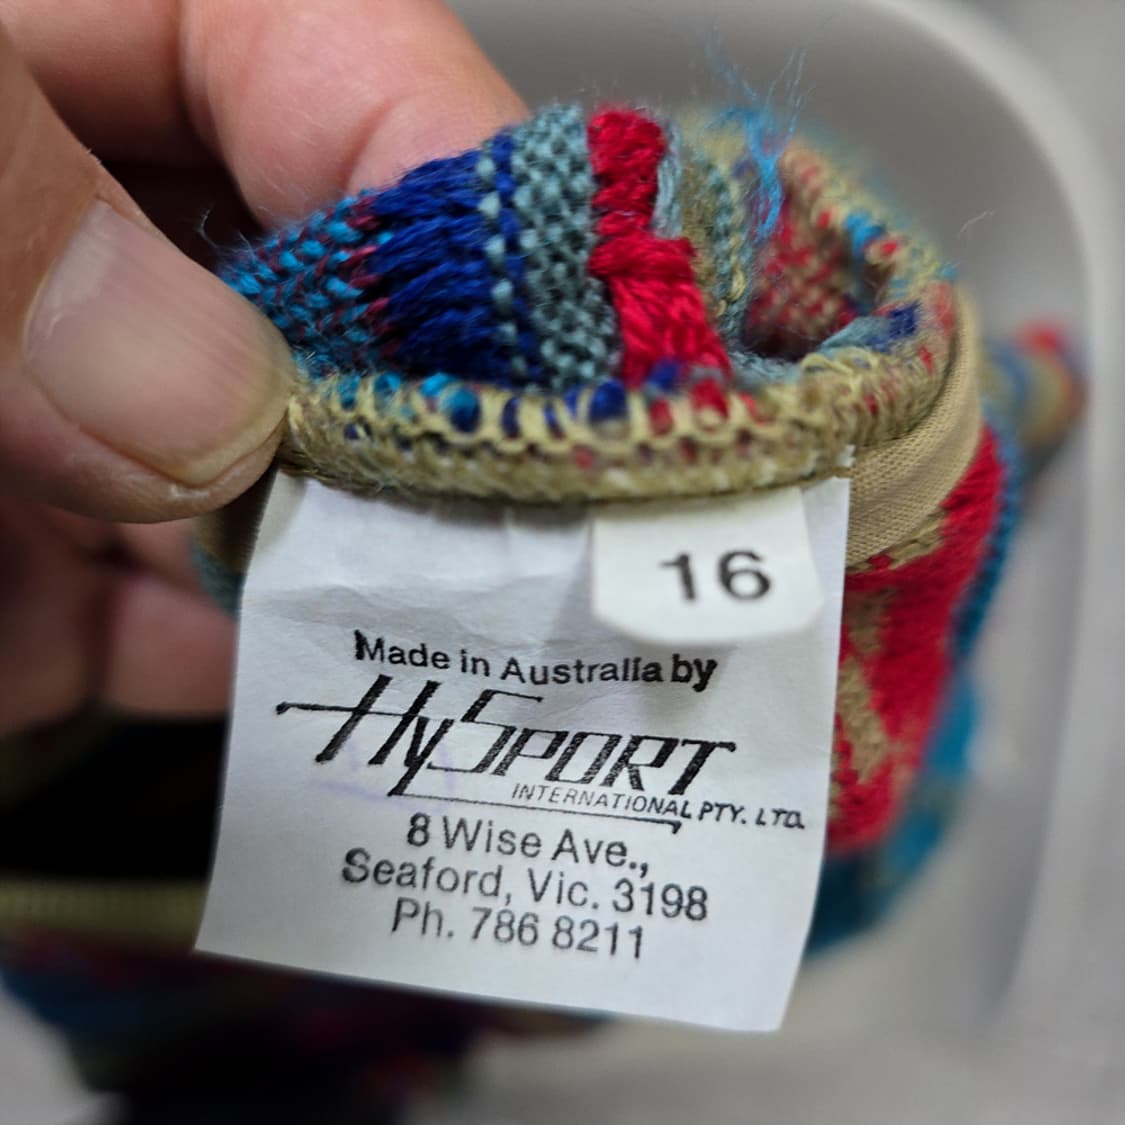 16
Made in Australia by
HySPORT
INTERNATIONAL PTY. LTD.
8 Wise Ave.,
Seaford, Vic. 3198
Ph. 786 8211